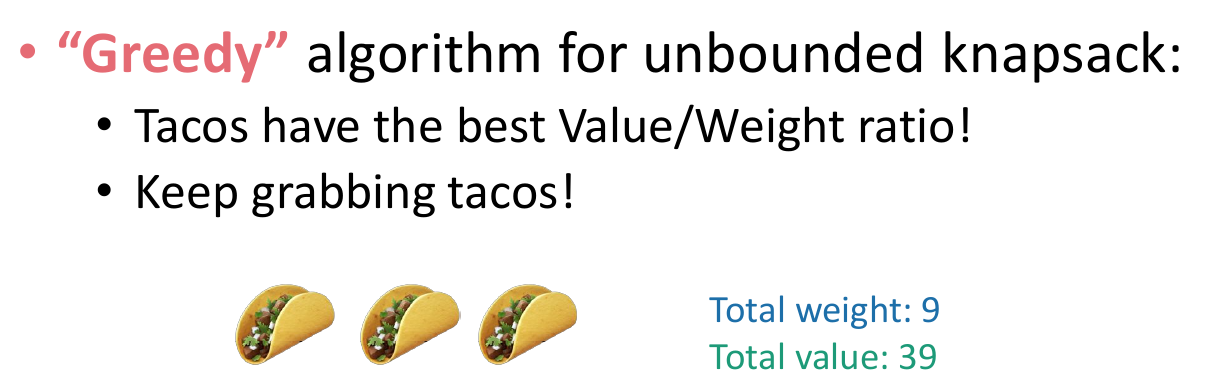 • “Greedy” algorithm for unbounded knapsack:
• Tacos have the best Value/Weight ratio!
• Keep grabbing tacos!
Total weight: 9
Total value: 39